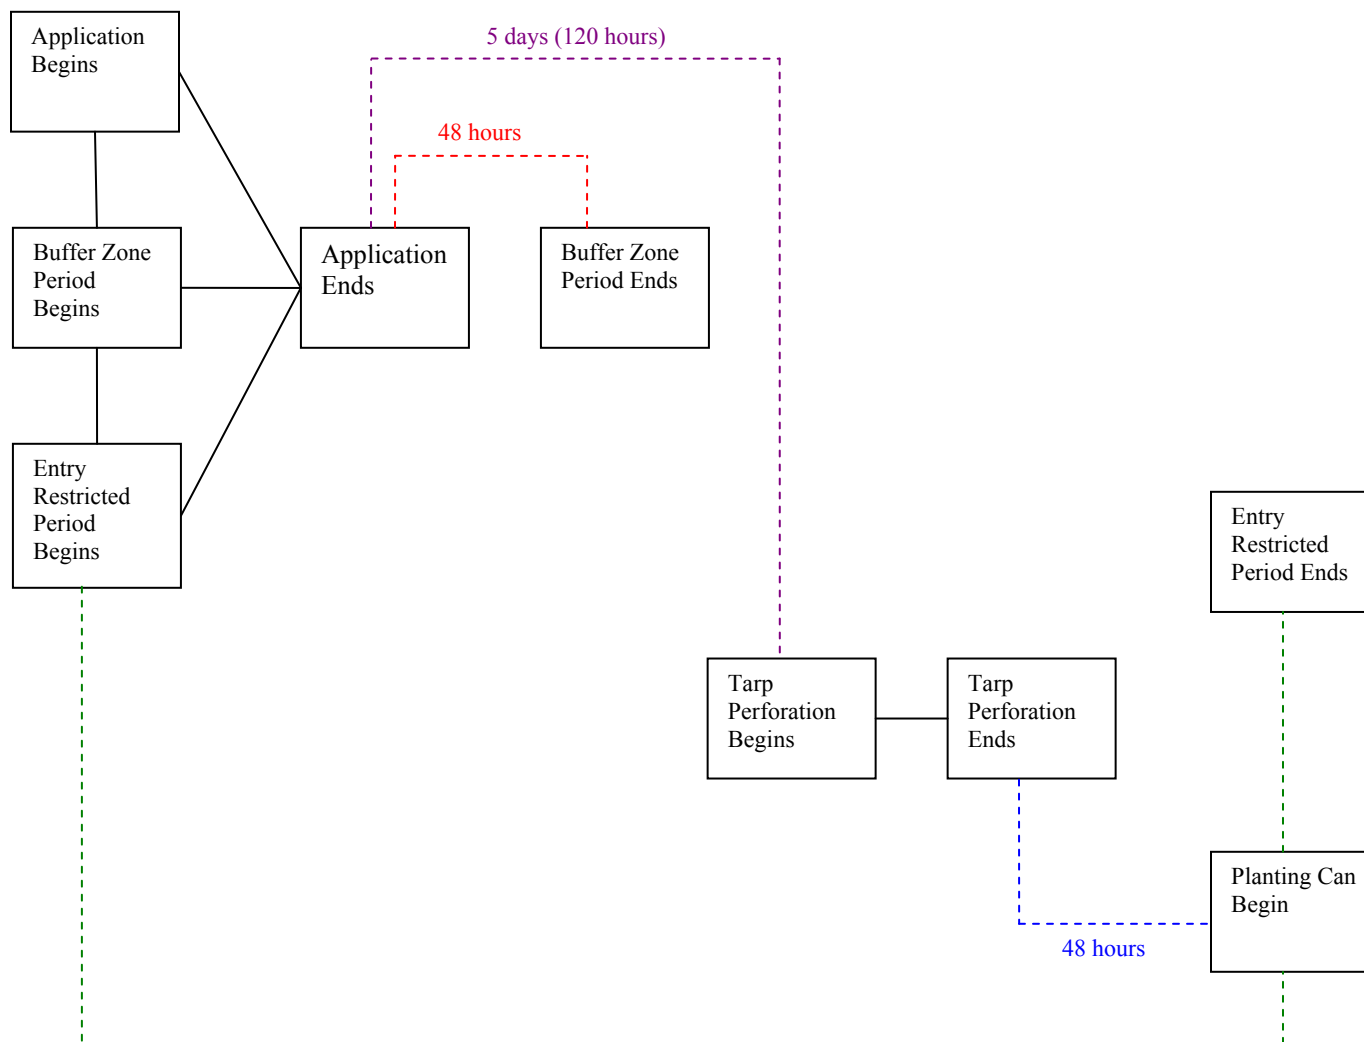 Application
Begins
5 days (120 hours)
48 hours
Buffer Zone
Period
Begins
Application
Ends
Buffer Zone
Period Ends
Entry
Restricted
Period
Begins
Entry
Restricted
Period Ends
Tarp
Perforation
Begins
Tarp
Perforation
Ends
Planting Can
Begin
48 hours